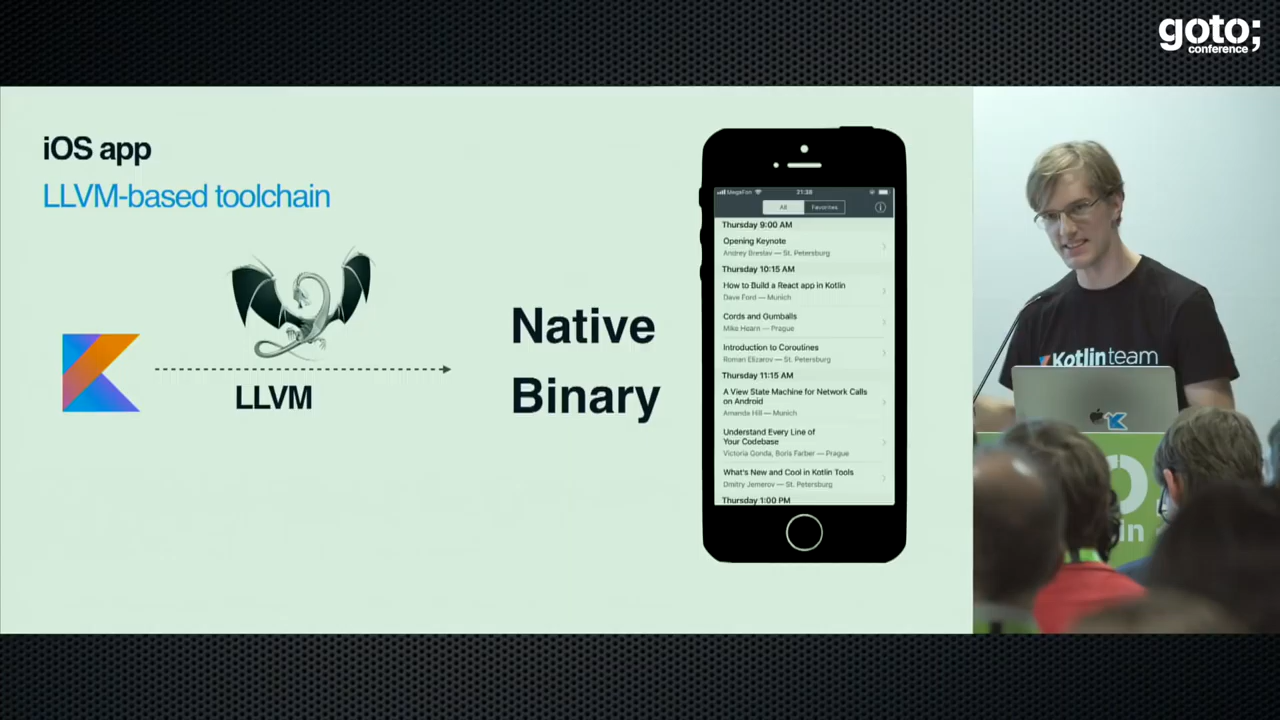 goto;
conference
iOS app
LLVM-based toolchain
LLVM
Native
Binary
MegaFon
21:39
All
Favorites
Thursday 9:00 AM
Opening Keynote
Andrey Breslav — St. Petersburg
Thursday 10:15 AM
How to Build a React app in Kotlin
Dave Ford — Munich
Cords and Gumballs
Mike Hearn — Prague
Introduction to Coroutines
Roman Elizarov — St. Petersburg
Thursday 11:15 AM
A View State Machine for Network Calls
on Android
Amanda Hill — Munich
Understand Every Line of
Your Codebase
Victoria Gonda, Boris Farber — Prague
What's New and Cool in Kotlin Tools
Dmitry Jemerov — St. Petersburg
Thursday 1:00 PM
Kotlin team